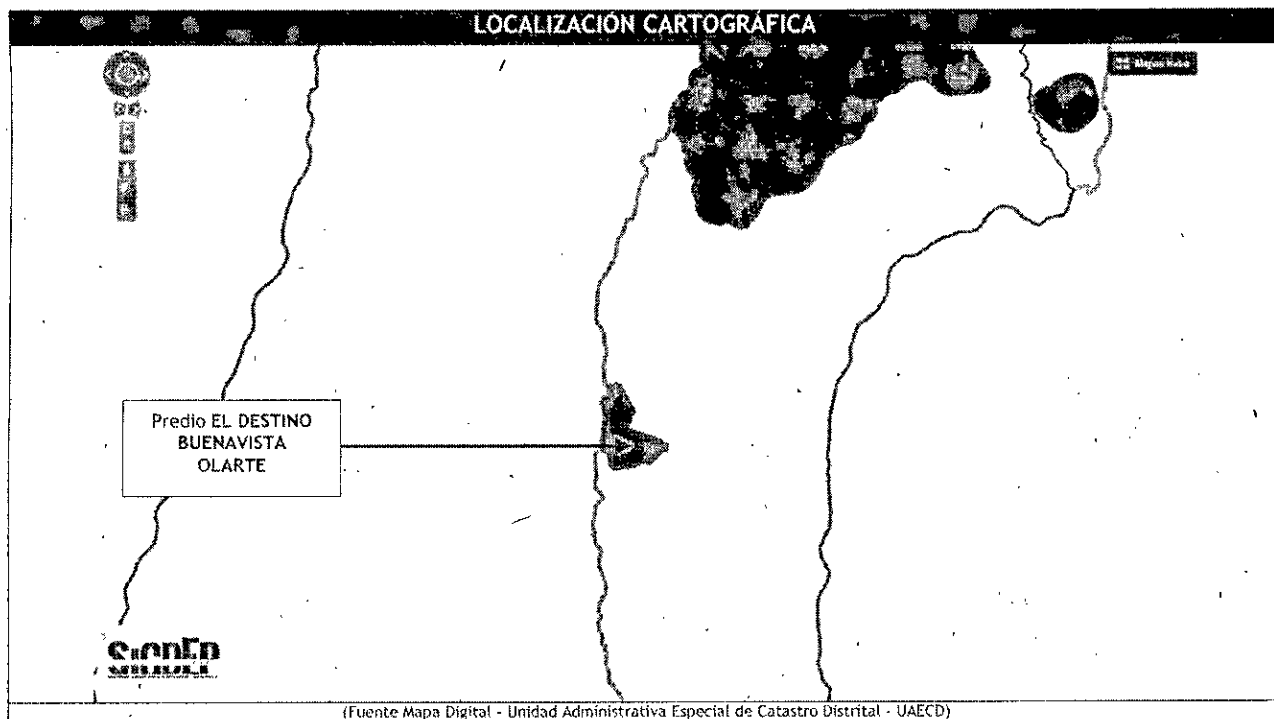 LOCALIZACIÓN CARTOGRÁFICA
Predio EL DESTINO
BUENAVISTA
OLARTE
(Fuente Mapa Digital - Unidad Administrativa Especial de Catastro Distrital - UAECD)